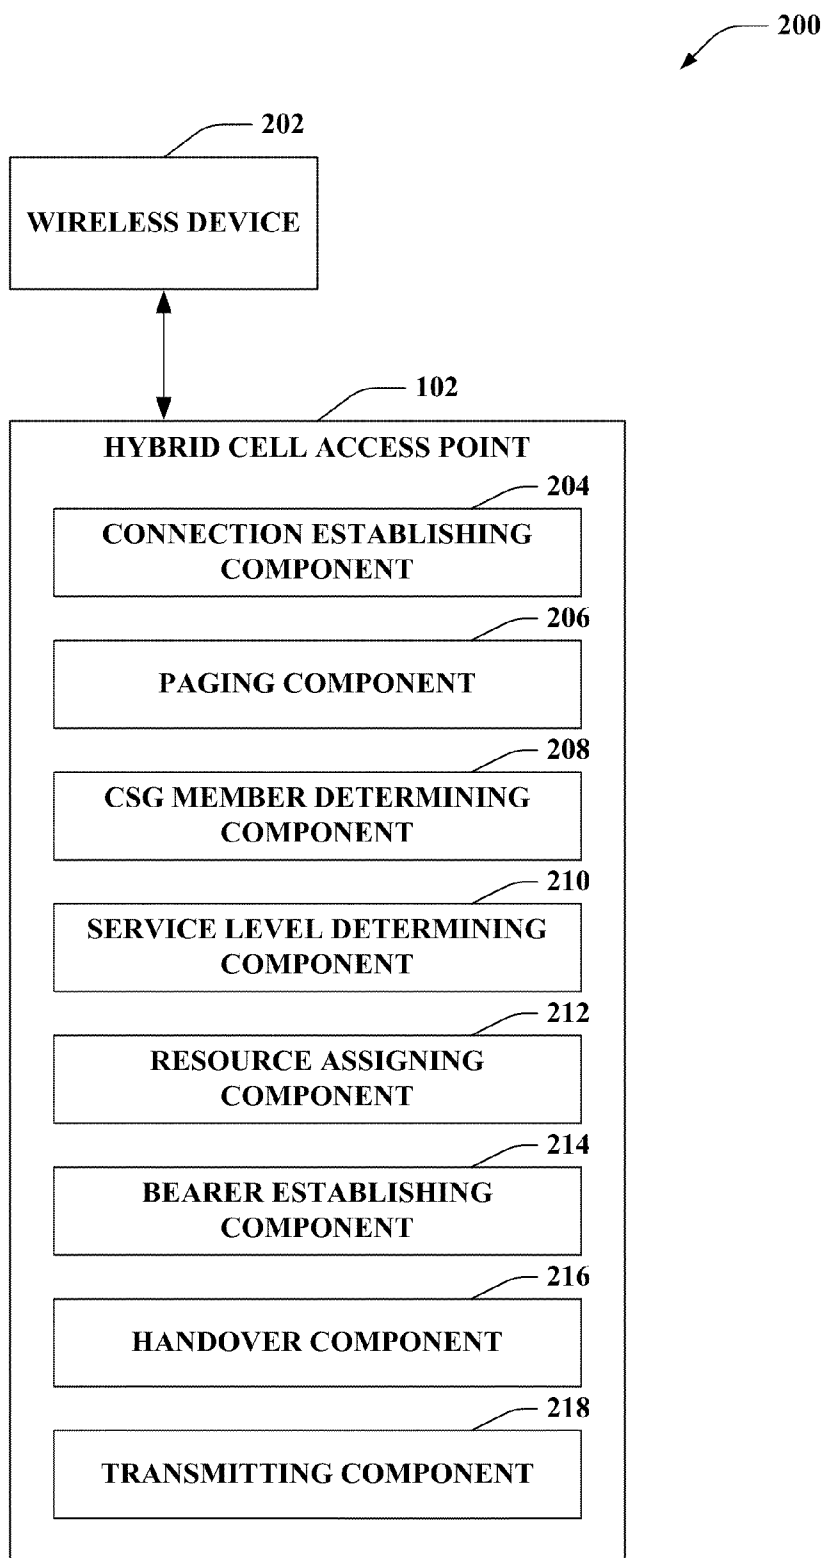 200
202
WIRELESS DEVICE
102
HYBRID CELL ACCESS POINT
204
CONNECTION ESTABLISHING
COMPONENT
206
PAGING COMPONENT
208
CSG MEMBER DETERMINING
COMPONENT
210
SERVICE LEVEL DETERMINING
COMPONENT
212
RESOURCE ASSIGNING
COMPONENT
214
BEARER ESTABLISHING
COMPONENT
216
HANDOVER COMPONENT
218
TRANSMITTING COMPONENT